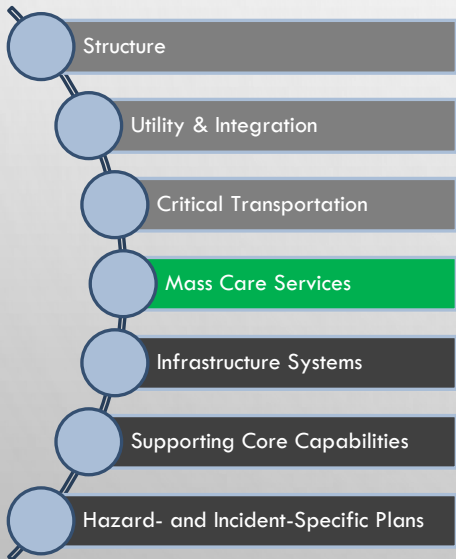 Structure
Utility & Integration
Critical Transportation
Mass Care Services
Infrastructure Systems
Supporting Core Capabilities
Hazard- and Incident-Specific Plans